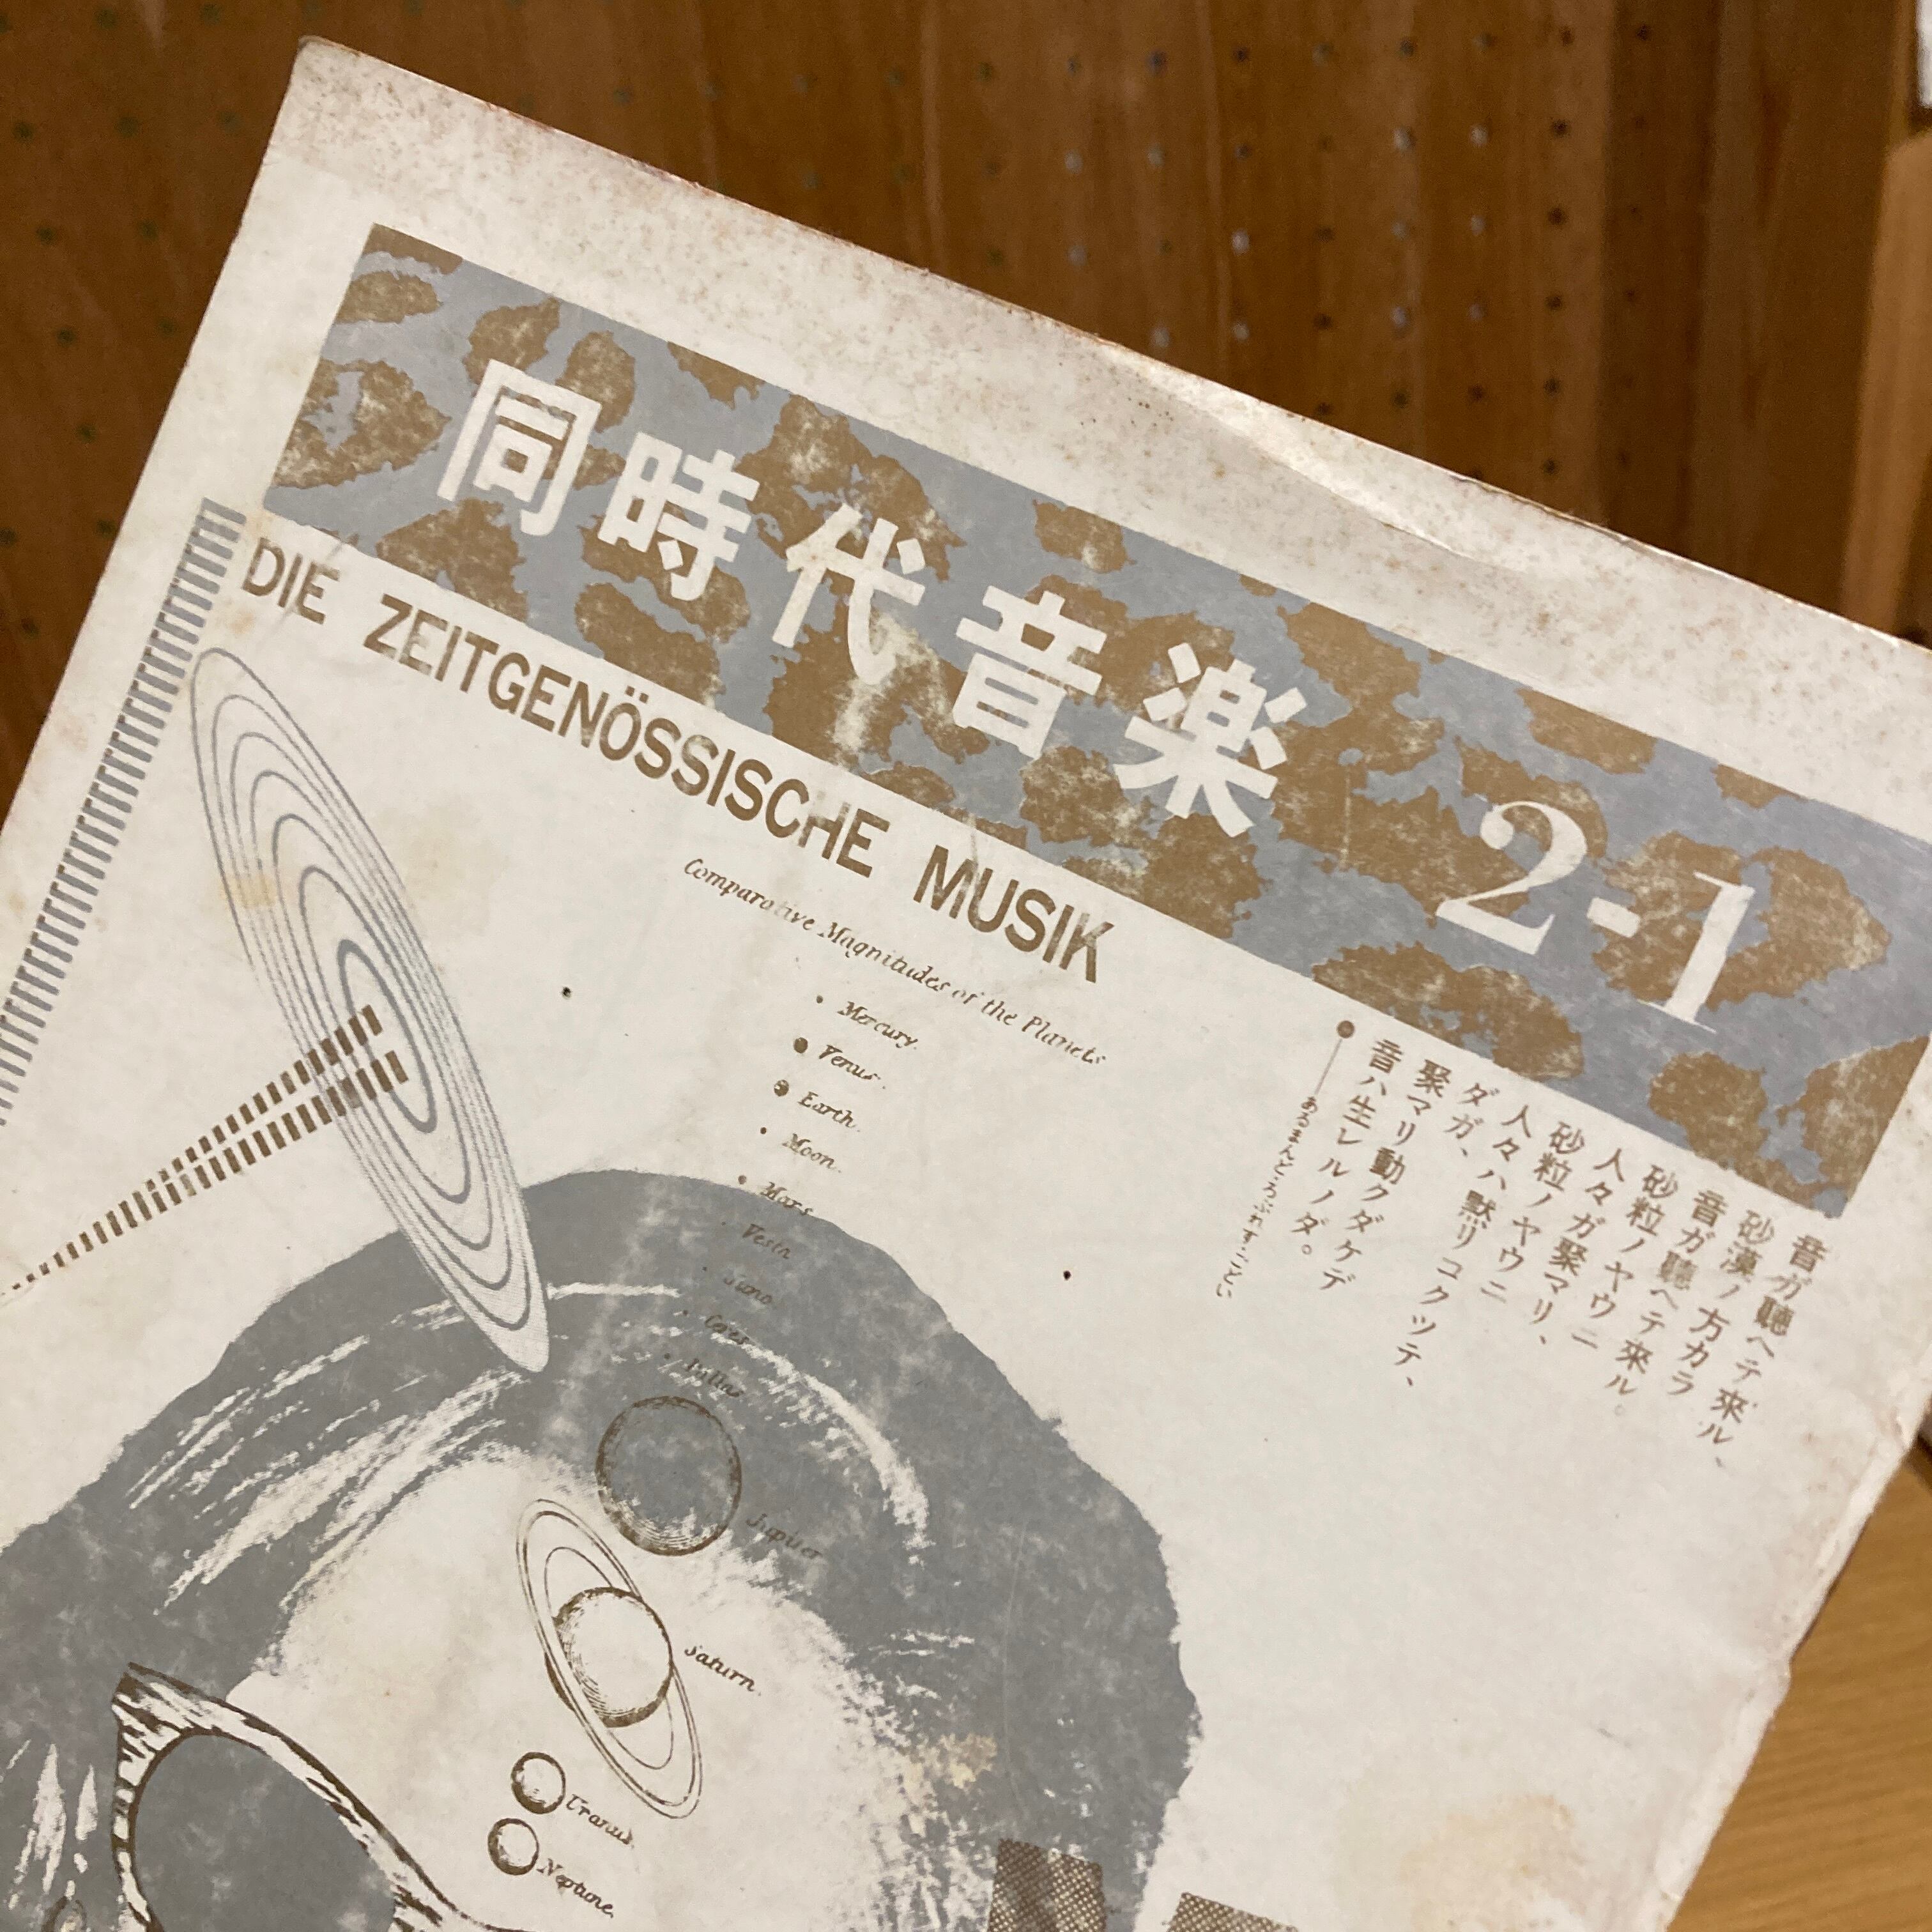 同時代音楽 2-1
DIE ZEITGENÖSSISCHE MUSIK
音ガ聽ヘテ來ル、
砂漠ノ方カラ
音ガ聽ヘテ來ル。
砂粒ノヤウニ
人々ガ聚マリ、
砂粒ノヤウニ
人々ハ黙リコクッテ、
ダガ、
聚マリ動クダケデ
音ハ生レルノダ。
Comparative Magnitudes of the Planets
Mercury.
Venus.
Earth.
Moon.
Mars
Vesta
Juno
Ceres
Pallas
Jupiter
Saturn.
Uranus.
Neptune.